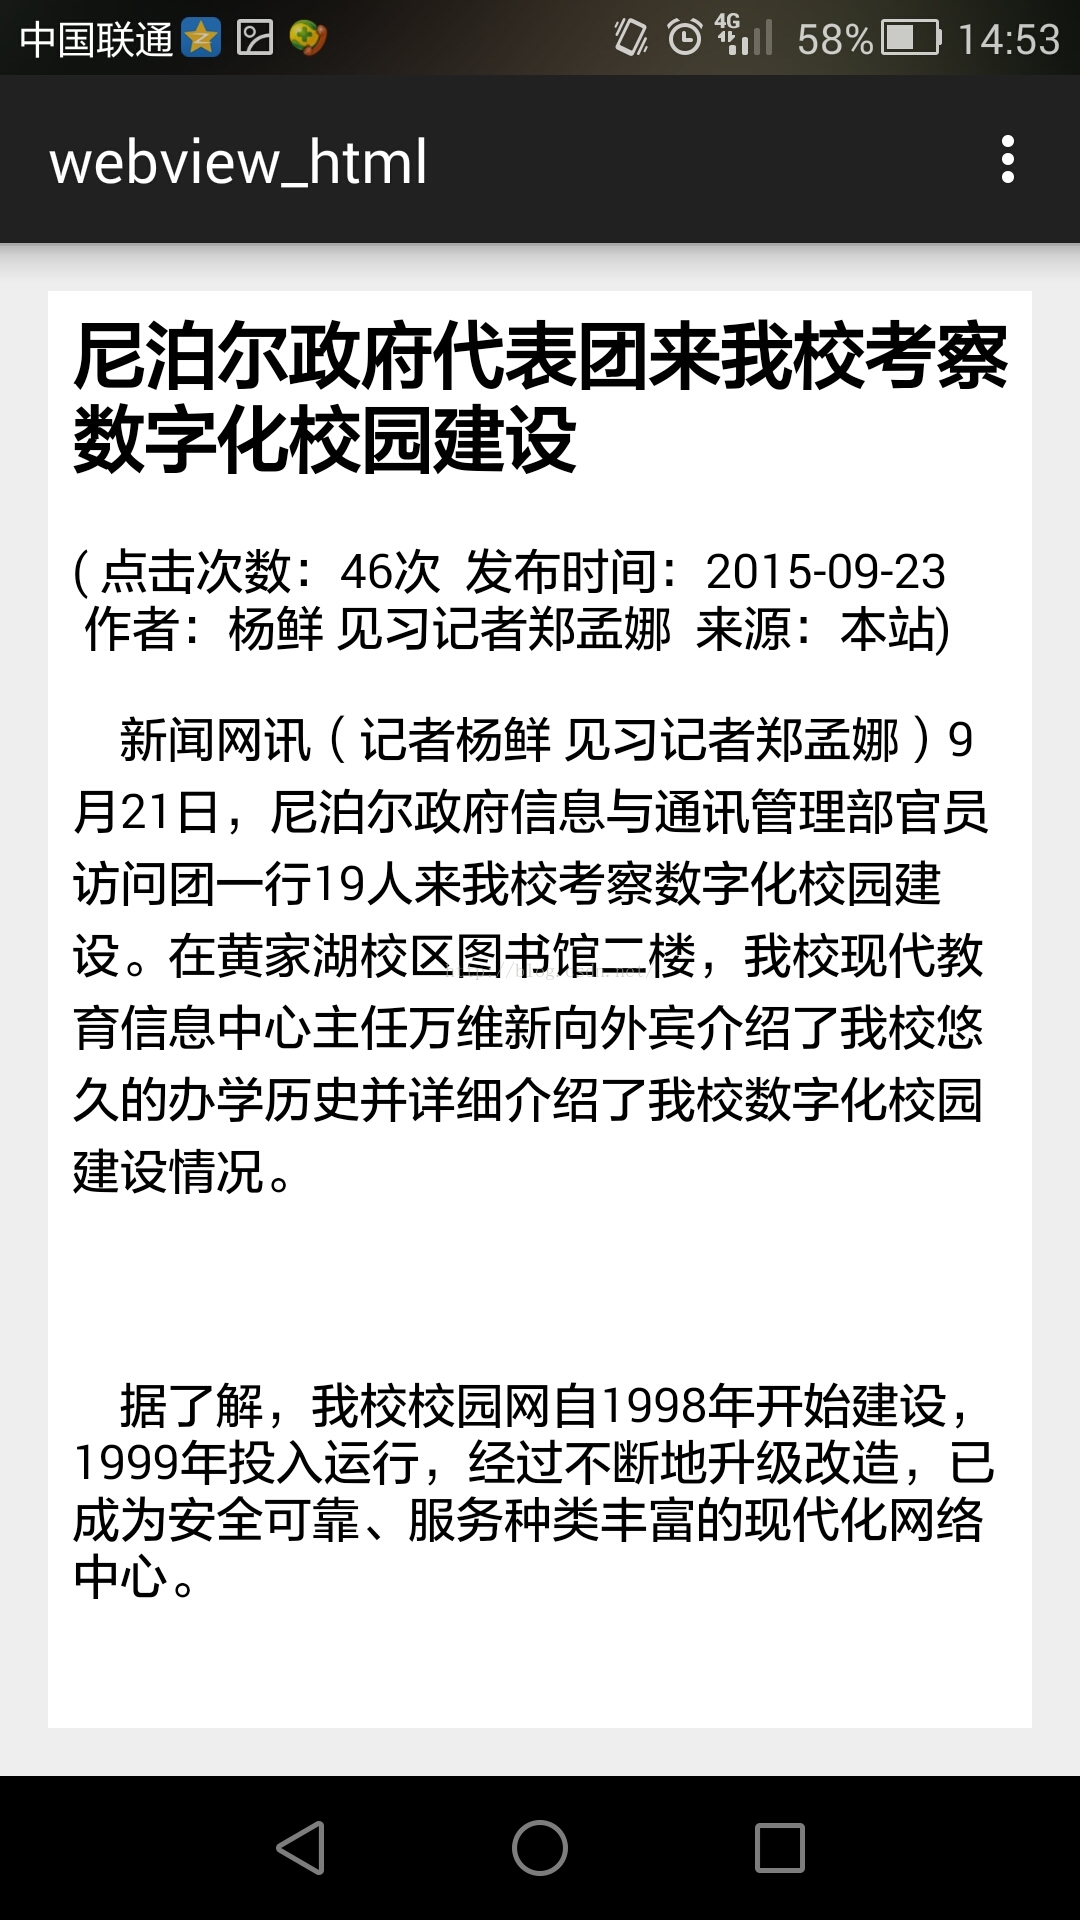 中国联通 4G 58% 14:53
webview_html
尼泊尔政府代表团来我校考察
数字化校园建设
( 点击次数：46次 发布时间：2015-09-23
作者：杨鲜 见习记者郑孟娜 来源：本站)
新闻网讯（记者杨鲜 见习记者郑孟娜）9
月21日，尼泊尔政府信息与通讯管理部官员
访问团一行19人来我校考察数字化校园建
设。在黄家湖校区图书馆二楼，我校现代教
http://blog.csdn.net/
育信息中心主任万维新向外宾介绍了我校悠
久的办学历史并详细介绍了我校数字化校园
建设情况。
据了解，我校校园网自1998年开始建设，
1999年投入运行，经过不断地升级改造，已
成为安全可靠、服务种类丰富的现代化网络
中心。